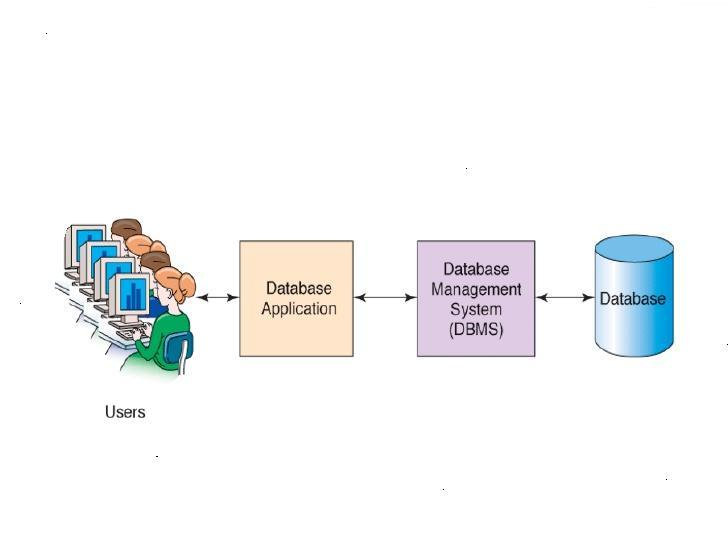 Database
Application
Database
Management
System
(DBMS)
Database
Users